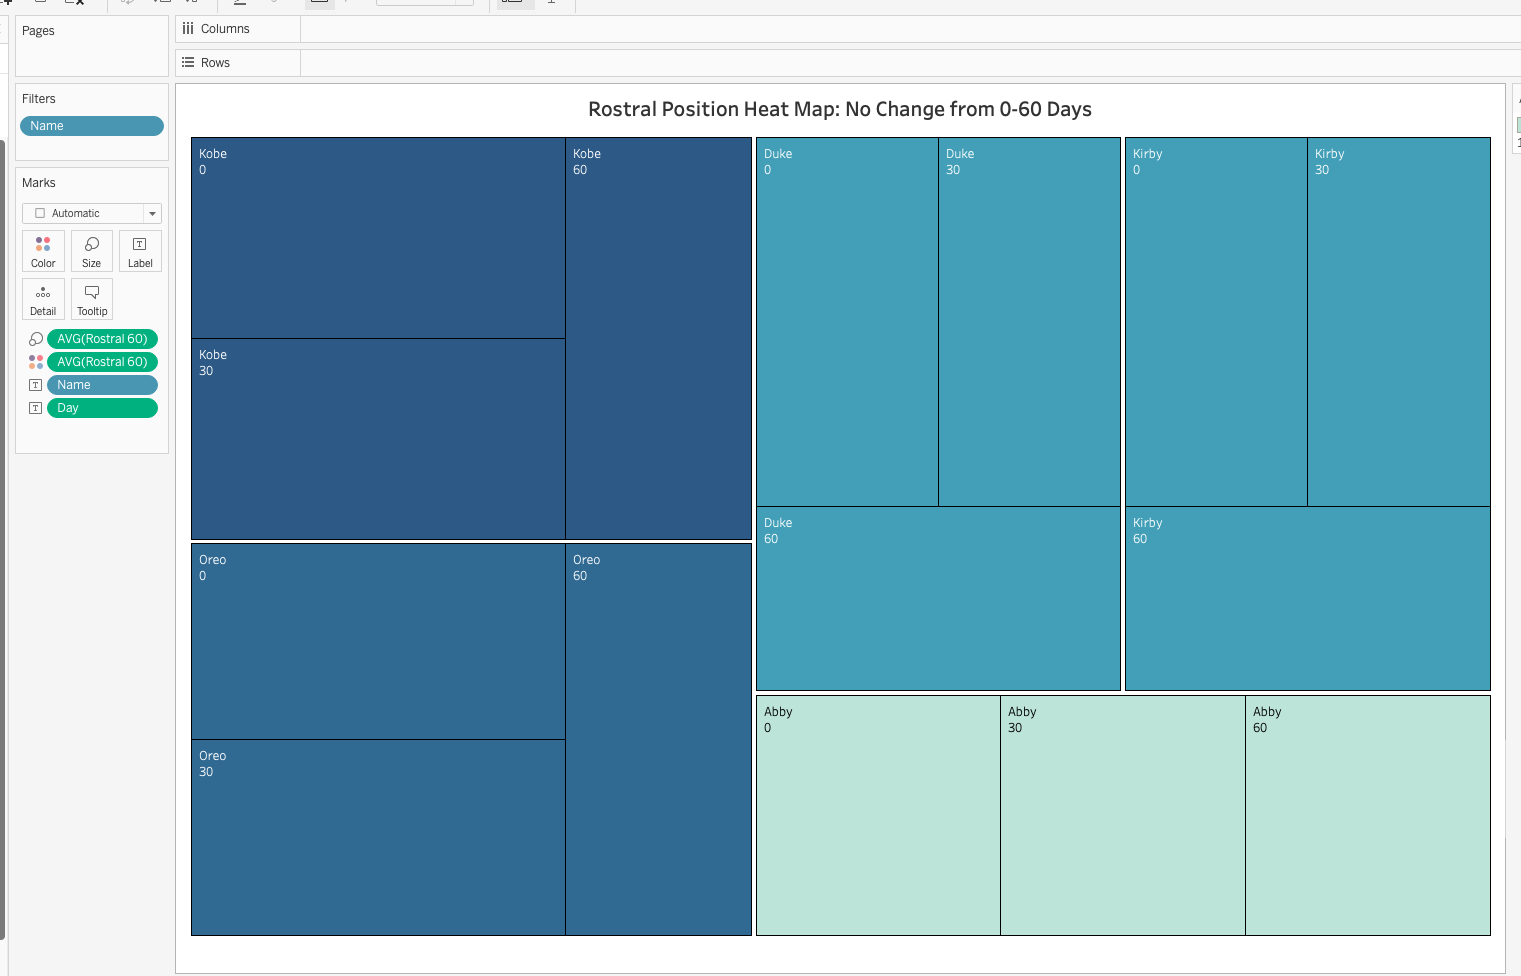 Pages
Columns
Rows
Filters
Name
Marks
Automatic
Color
Size
Label
Detail
Tooltip
AVG(Rostral 60)
AVG(Rostral 60)
Name
Day
Rostral Position Heat Map: No Change from 0-60 Days
Kobe
0
Kobe
60
Duke
0
Duke
30
Kirby
0
Kirby
30
Kobe
30
Duke
60
Kirby
60
Oreo
0
Oreo
60
Abby
0
Abby
30
Abby
60
Oreo
30